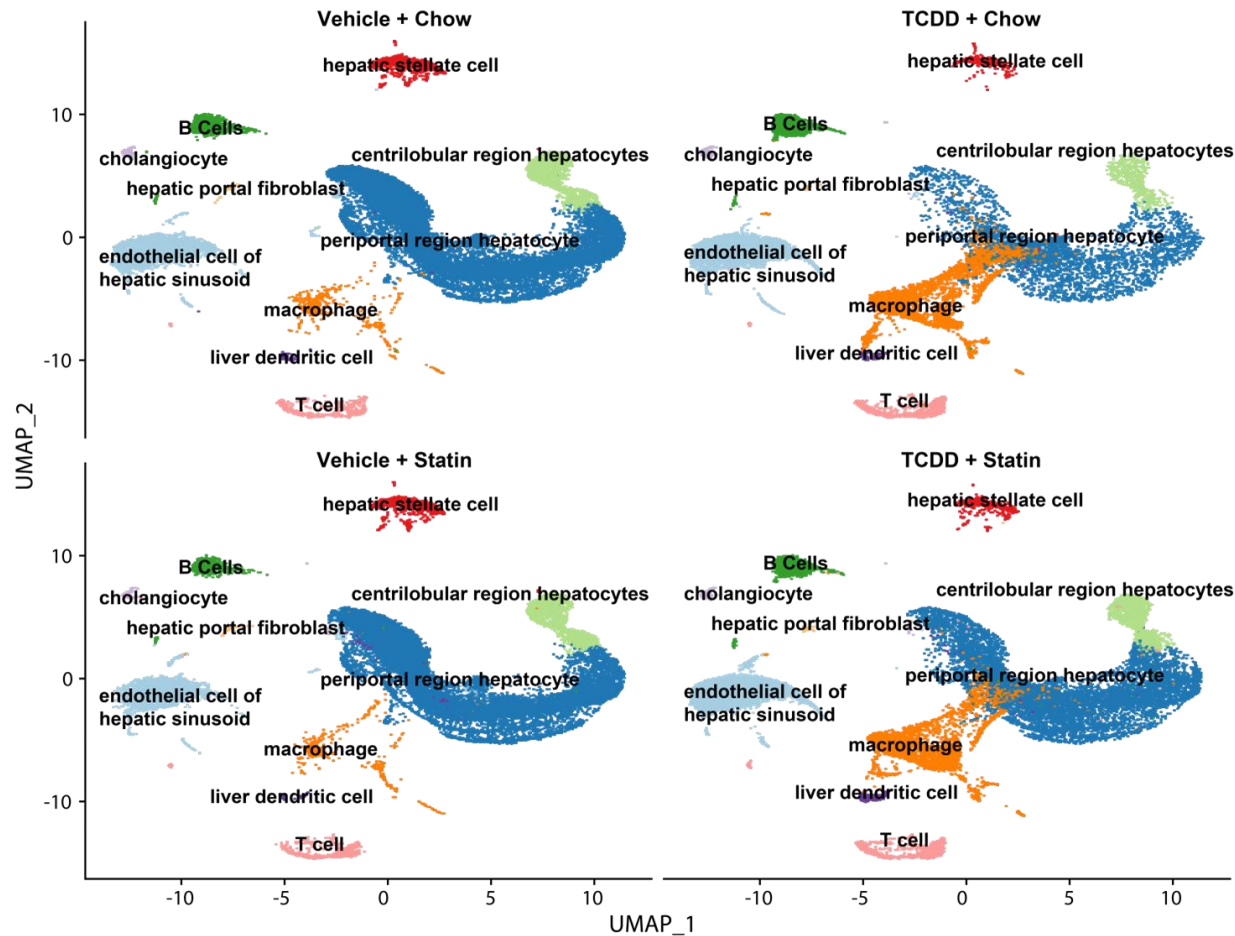 Vehicle + Chow
TCDD + Chow
hepatic stellate cell
hepatic stellate cell
10
B Cells
B Cells
cholangiocyte
centrilobular region hepatocytes
cholangiocyte
centrilobular region hepatocytes
hepatic portal fibroblast
hepatic portal fibroblast
0
periportal region hepatocyte
periportal region hepatocyte
endothelial cell of
hepatic sinusoid
endothelial cell of
hepatic sinusoid
macrophage
macrophage
-10
liver dendritic cell
liver dendritic cell
T cell
T cell
UMAP_2
Vehicle + Statin
TCDD + Statin
hepatic stellate cell
hepatic stellate cell
10
B Cells
B Cells
cholangiocyte
centrilobular region hepatocytes
cholangiocyte
centrilobular region hepatocytes
hepatic portal fibroblast
hepatic portal fibroblast
0
periportal region hepatocyte
periportal region hepatocyte
endothelial cell of
hepatic sinusoid
endothelial cell of
hepatic sinusoid
macrophage
macrophage
-10
liver dendritic cell
liver dendritic cell
T cell
T cell
-10 -5 0 5 10
-10 -5 0 5 10
UMAP_1